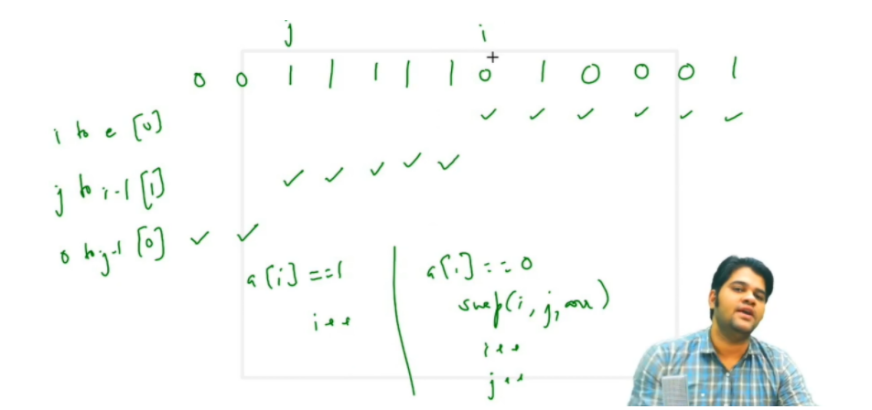 j i
0 0 1 1 1 1 1 0 1 0 0 0 1
i to e [U]
j to i-1 [1]
0 to j-1 [0]
a[i]==1 a[i]==0
swap(i, j, arr)
i++ i++
j++